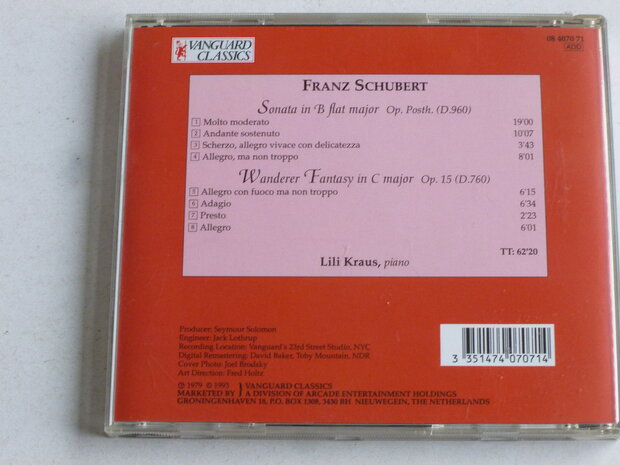 VANGUARD
CLASSICS
08 4070 71
ADD
FRANZ SCHUBERT
Sonata in B flat major Op. Posth. (D.960)
1 Molto moderato 19'00
2 Andante sostenuto 10'07
3 Scherzo, allegro vivace con delicatezza 3'43
4 Allegro, ma non troppo 8'01
Wanderer Fantasy in C major Op. 15 (D.760)
5 Allegro con fuoco ma non troppo 6'15
6 Adagio 6'34
7 Presto 2'23
8 Allegro 6'01
TT: 62'20
Lili Kraus, piano
Producer: Seymour Solomon
Engineer: Jack Lothrup
Recording Location: Vanguard's 23rd Street Studio, NYC
Digital Remastering: David Baker, Toby Mountain, NDR
Cover Photo: Joel Brodsky
Art Direction: Fred Holtz
℗ 1979 © 1993 VANGUARD CLASSICS
MARKETED BY A DIVISION OF ARCADE ENTERTAINMENT HOLDINGS
GRONINGENHAVEN 18, P.O. BOX 1308, 3430 BH NIEUWEGEIN, THE NETHERLANDS
3 351474 070714